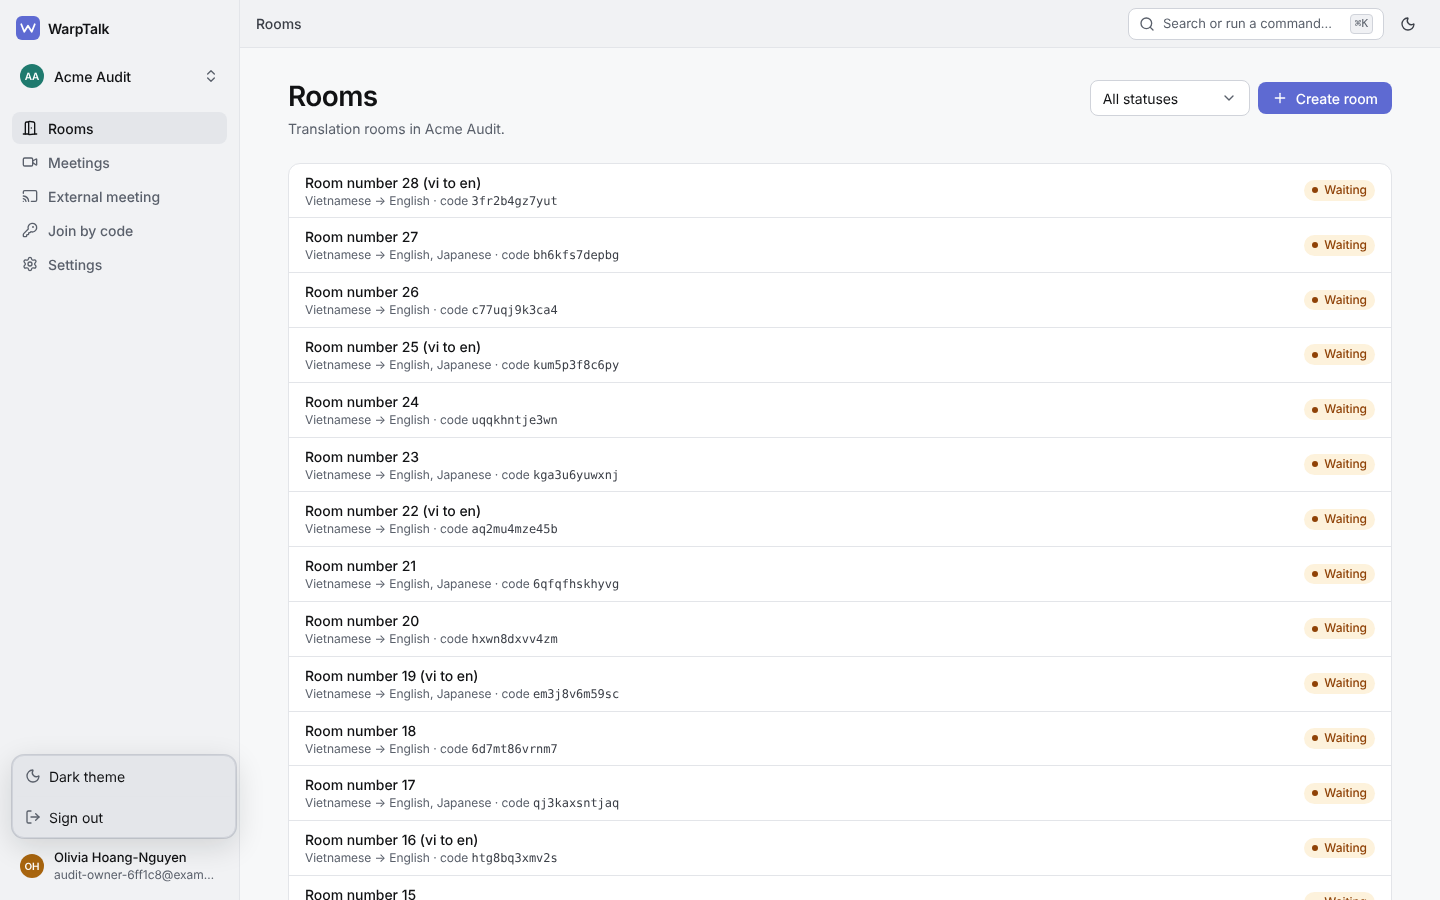 WarpTalk
Rooms
Search or run a command...
⌘K
AA
Acme Audit
Rooms
Meetings
External meeting
Join by code
Settings
Rooms
Translation rooms in Acme Audit.
All statuses
Create room
Room number 28 (vi to en)
Vietnamese → English · code 3fr2b4gz7yut
Waiting
Room number 27
Vietnamese → English, Japanese · code bh6kfs7depbg
Waiting
Room number 26
Vietnamese → English · code c77uqj9k3ca4
Waiting
Room number 25 (vi to en)
Vietnamese → English, Japanese · code kum5p3f8c6py
Waiting
Room number 24
Vietnamese → English · code uqqkhntje3wn
Waiting
Room number 23
Vietnamese → English, Japanese · code kga3u6yuwxnj
Waiting
Room number 22 (vi to en)
Vietnamese → English · code aq2mu4mze45b
Waiting
Room number 21
Vietnamese → English, Japanese · code 6qfqfhskhyvg
Waiting
Room number 20
Vietnamese → English · code hxwn8dxvv4zm
Waiting
Room number 19 (vi to en)
Vietnamese → English, Japanese · code em3j8v6m59sc
Waiting
Room number 18
Vietnamese → English · code 6d7mt86vrnm7
Waiting
Room number 17
Vietnamese → English, Japanese · code qj3kaxsntjaq
Waiting
Room number 16 (vi to en)
Vietnamese → English · code htg8bq3xmv2s
Waiting
Room number 15
Waiting
Dark theme
Sign out
OH
Olivia Hoang-Nguyen
audit-owner-6ff1c8@exam...